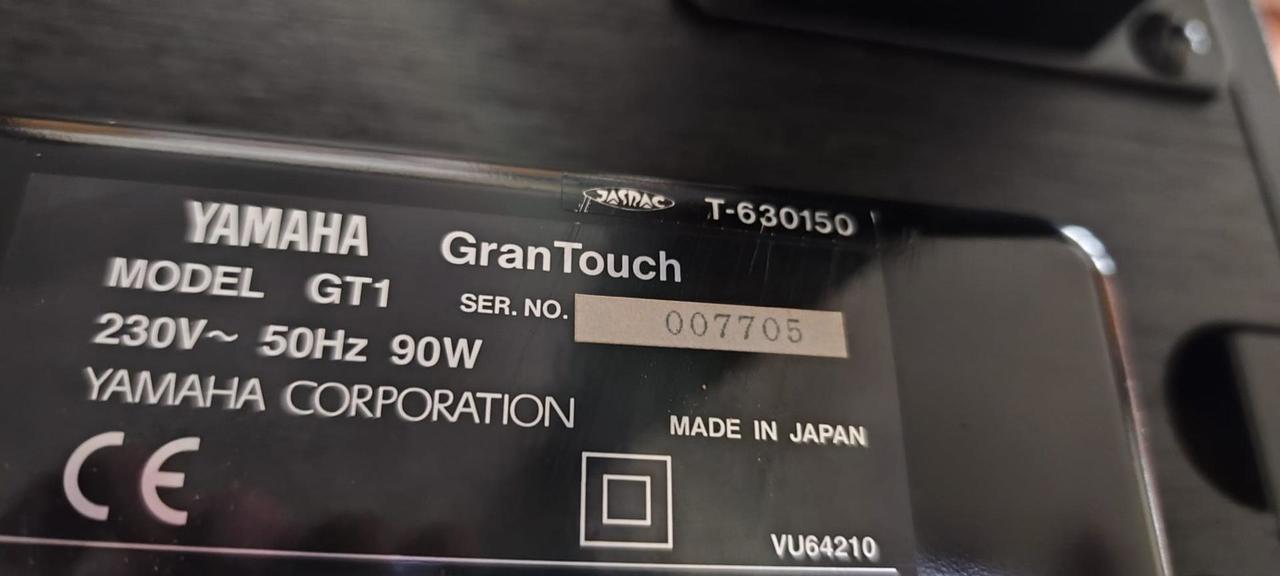 JASRAC T-630150
YAMAHA GranTouch
MODEL GT1
SER. NO. 007705
230V~ 50Hz 90W
YAMAHA CORPORATION
MADE IN JAPAN
CE
VU64210